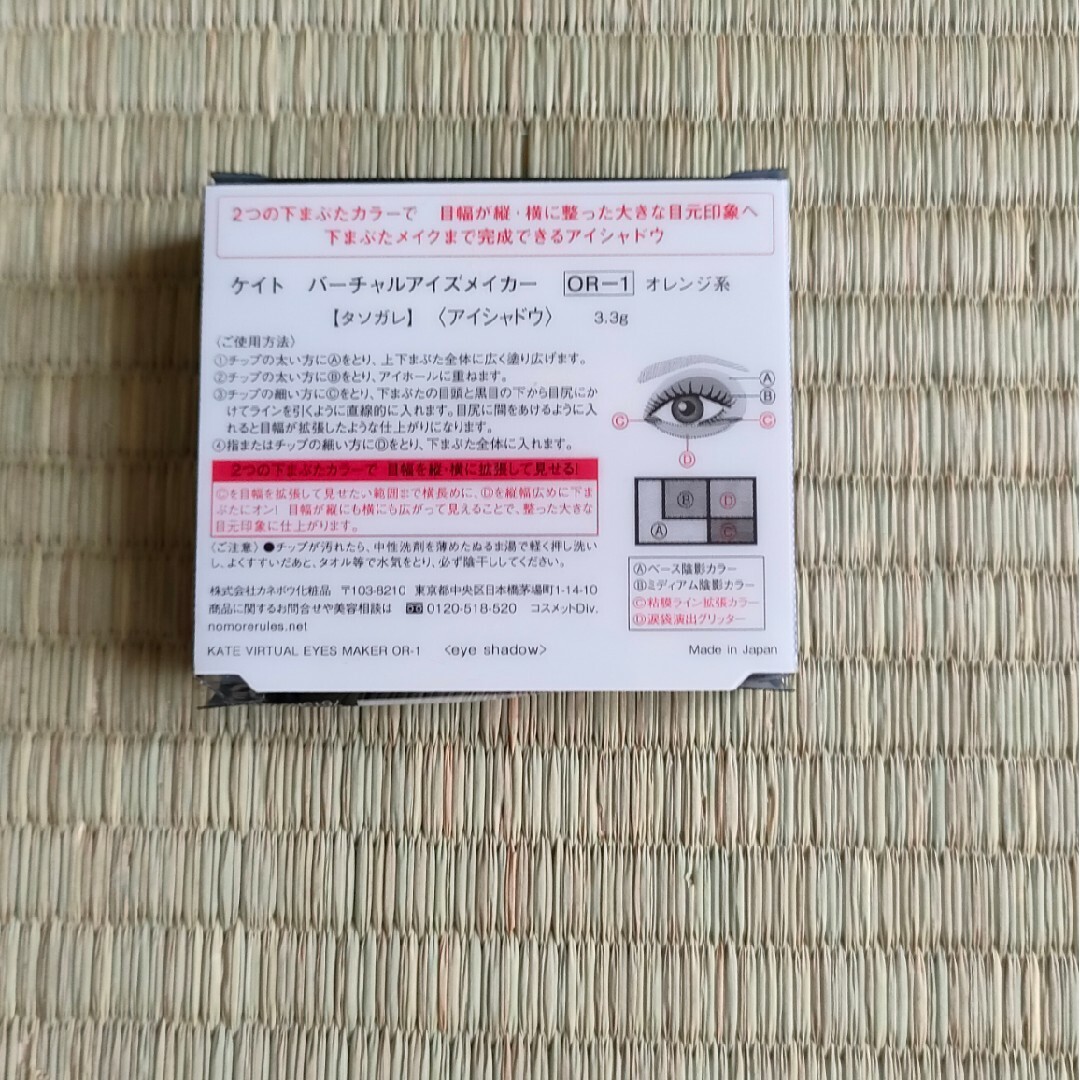 2つの下まぶたカラーで 目幅が縦・横に整った大きな目元印象へ
下まぶたメイクまで完成できるアイシャドウ
ケイト バーチャルアイズメイカー OR-1 オレンジ系
【タソガレ】〈アイシャドウ〉 3.3g
〈ご使用方法〉
①チップの太い方にⒶをとり、上下まぶた全体に広く塗り広げます。
②チップの太い方にⒷをとり、アイホールに重ねます。
③チップの細い方にⒸをとり、下まぶたの目頭と黒目の下から目尻にか
けてラインを引くように直線的に入れます。目尻に間をあけるように入
れると目幅が拡張したような仕上がりになります。
④指またはチップの細い方にⒹをとり、下まぶた全体に入れます。
Ⓐ
Ⓑ
Ⓒ Ⓒ
Ⓓ
2つの下まぶたカラーで 目幅を縦・横に拡張して見せる!
Ⓒを目幅を拡張して見せたい範囲まで横長めに、Ⓓを縦幅広めに下ま
ぶたにオン! 目幅が縦にも横にも広がって見えることで、整った大きな
目元印象に仕上がります。
Ⓑ Ⓓ
Ⓐ Ⓒ
〈ご注意〉●チップが汚れたら、中性洗剤を薄めたぬるま湯で軽く押し洗い
し、よくすすいだあと、タオル等で水気をとり、必ず陰干ししてください。
Ⓐベース陰影カラー
Ⓑミディアム陰影カラー
Ⓒ粘膜ライン拡張カラー
Ⓓ涙袋演出グリッター
株式会社カネボウ化粧品 〒103-8210 東京都中央区日本橋茅場町1-14-10
商品に関するお問合せや美容相談は 0120-518-520 コスメットDiv.
nomorerules.net
KATE VIRTUAL EYES MAKER OR-1 <eye shadow> Made in Japan